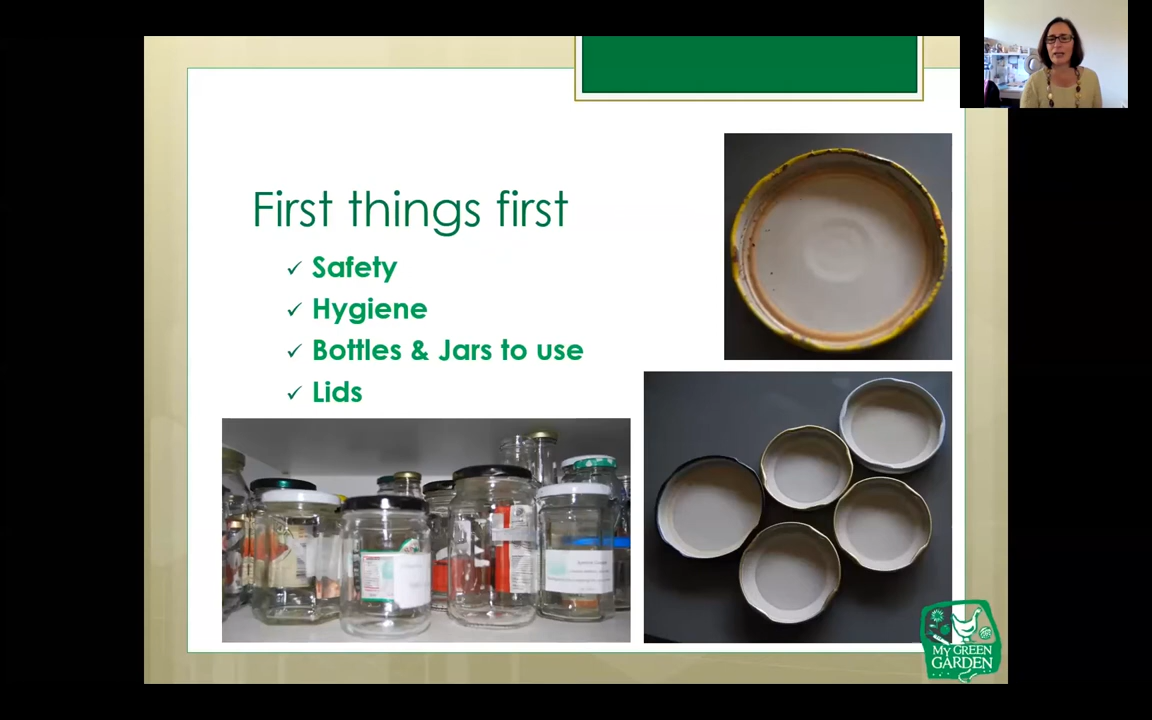 First things first
✓ Safety
✓ Hygiene
✓ Bottles & Jars to use
✓ Lids
MY GREEN
GARDEN